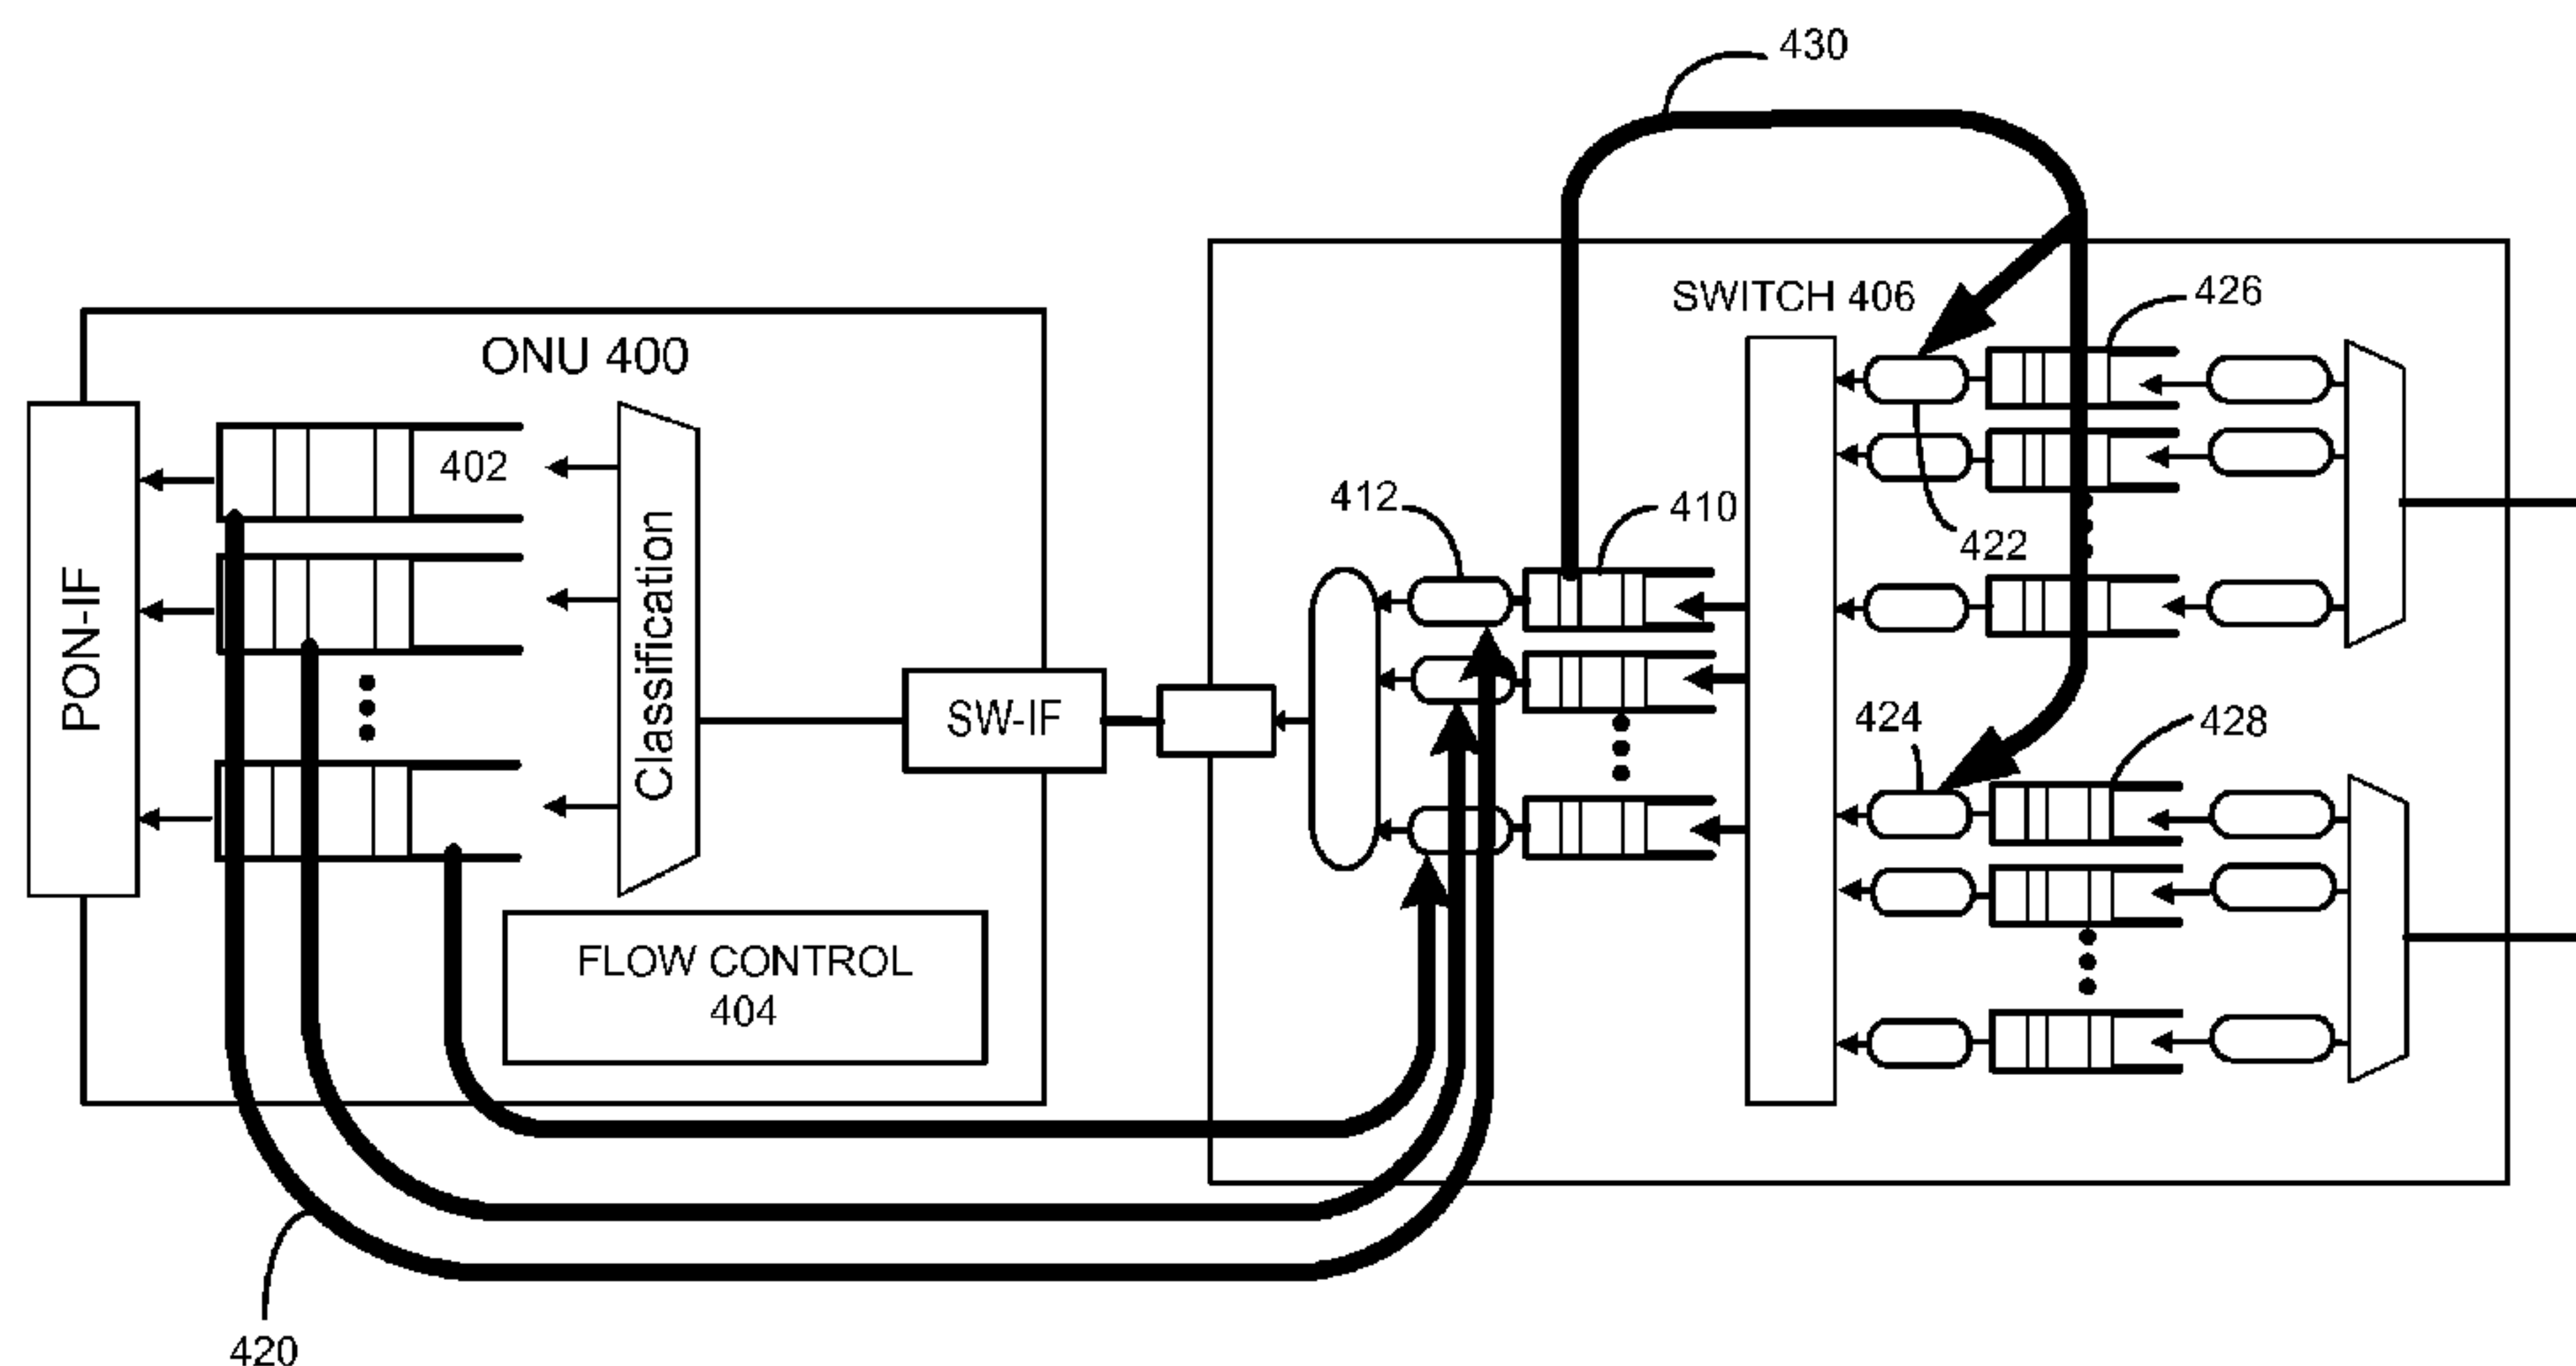 430
SWITCH 406
426
ONU 400
402
412
410
422
Classification
PON-IF
SW-IF
424
428
FLOW CONTROL
404
420